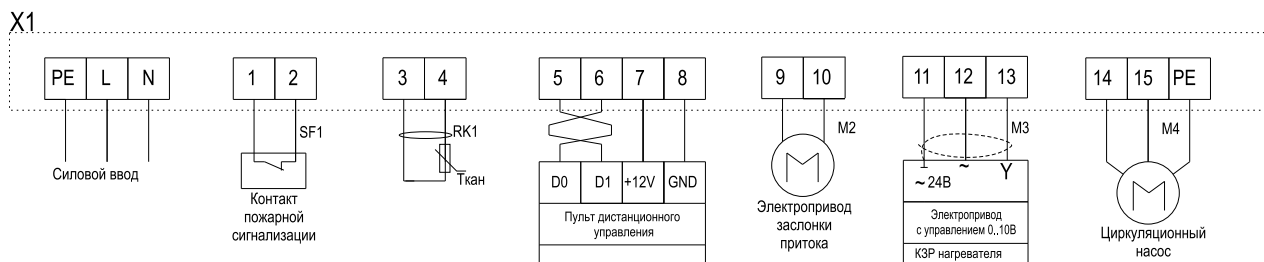 X1
PE L N 1 2 3 4 5 6 7 8 9 10 11 12 13 14 15 PE
SF1 RK1 M2 M3 M4
Силовой ввод
Контакт
пожарной
сигнализации
Tкан
D0 D1 +12V GND
Пульт дистанционного
управления
Электропривод
заслонки
притока
~ 24В ~ Y
Электропривод
с управлением 0..10В
КЗР нагревателя
Циркуляционный
насос
M
M